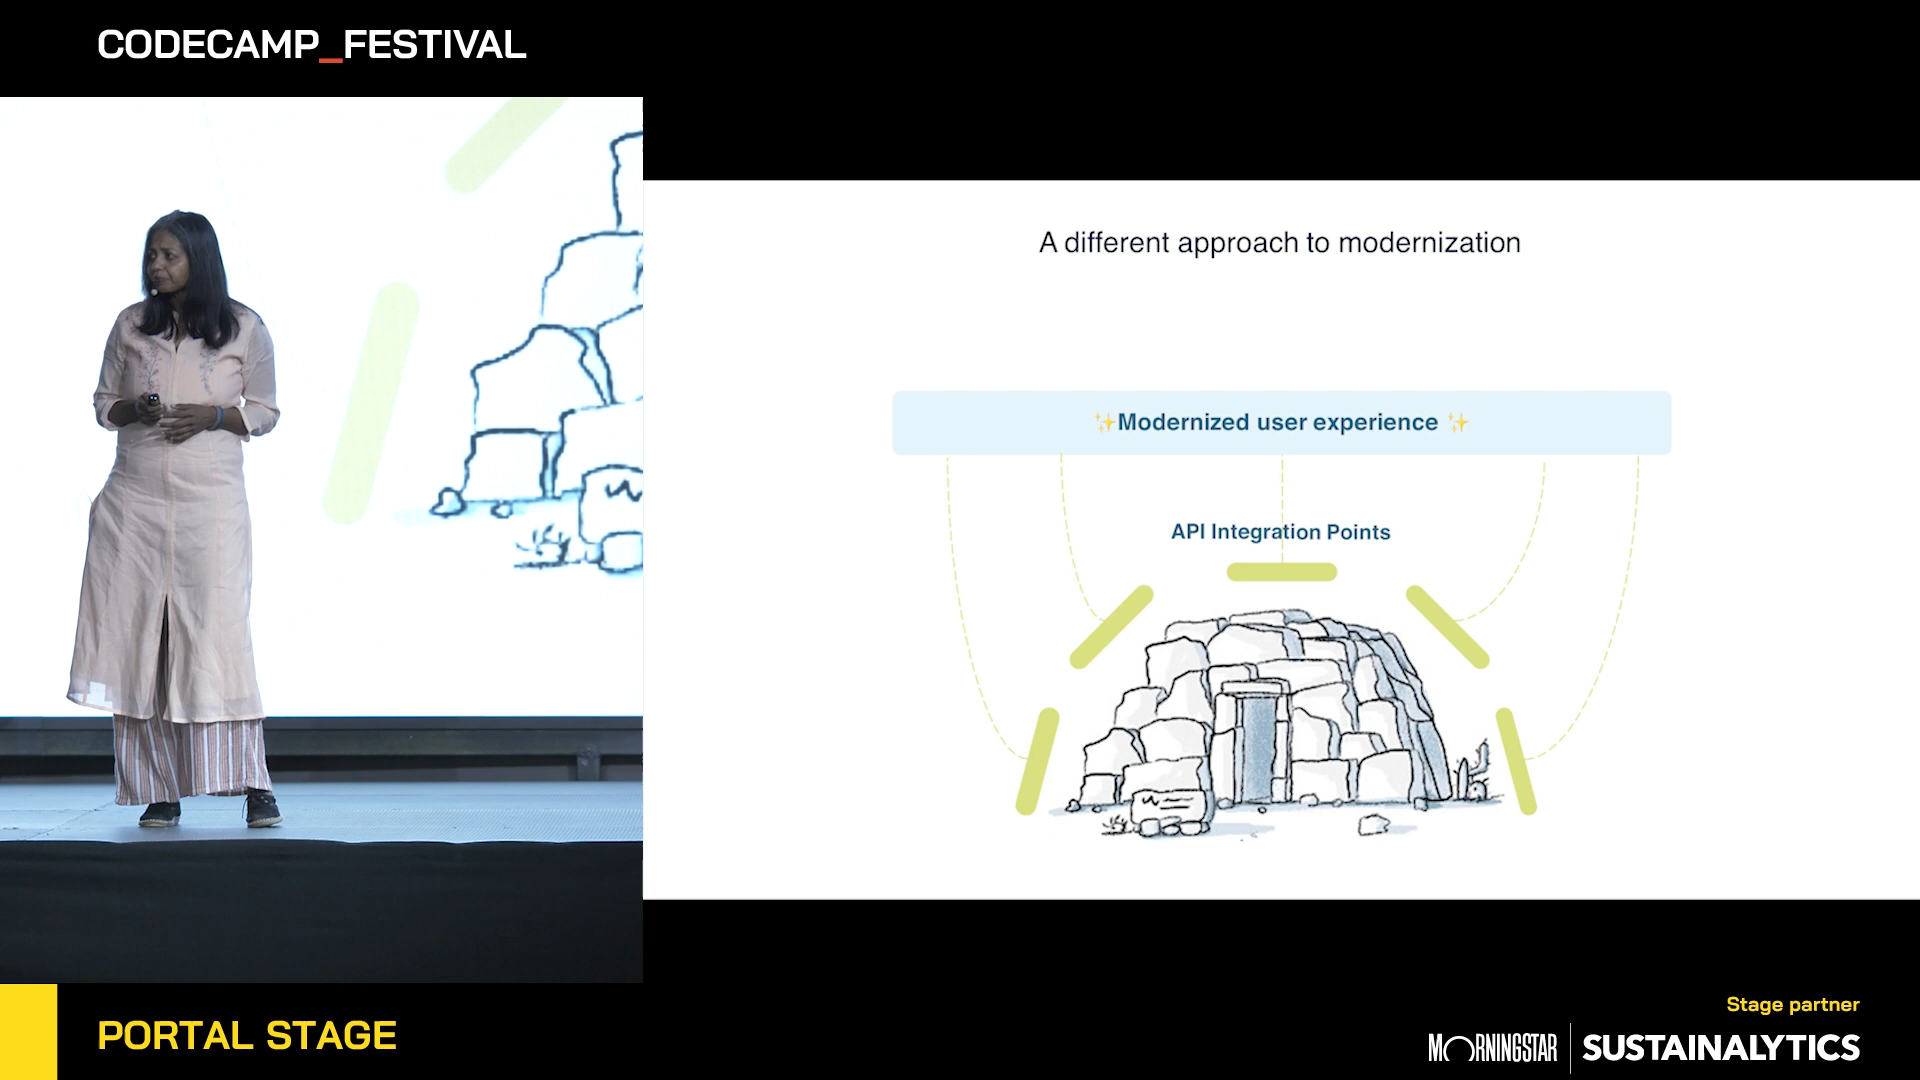 CODECAMP_FESTIVAL
A different approach to modernization
✨Modernized user experience ✨
API Integration Points
PORTAL STAGE
Stage partner
MORNINGSTAR | SUSTAINALYTICS